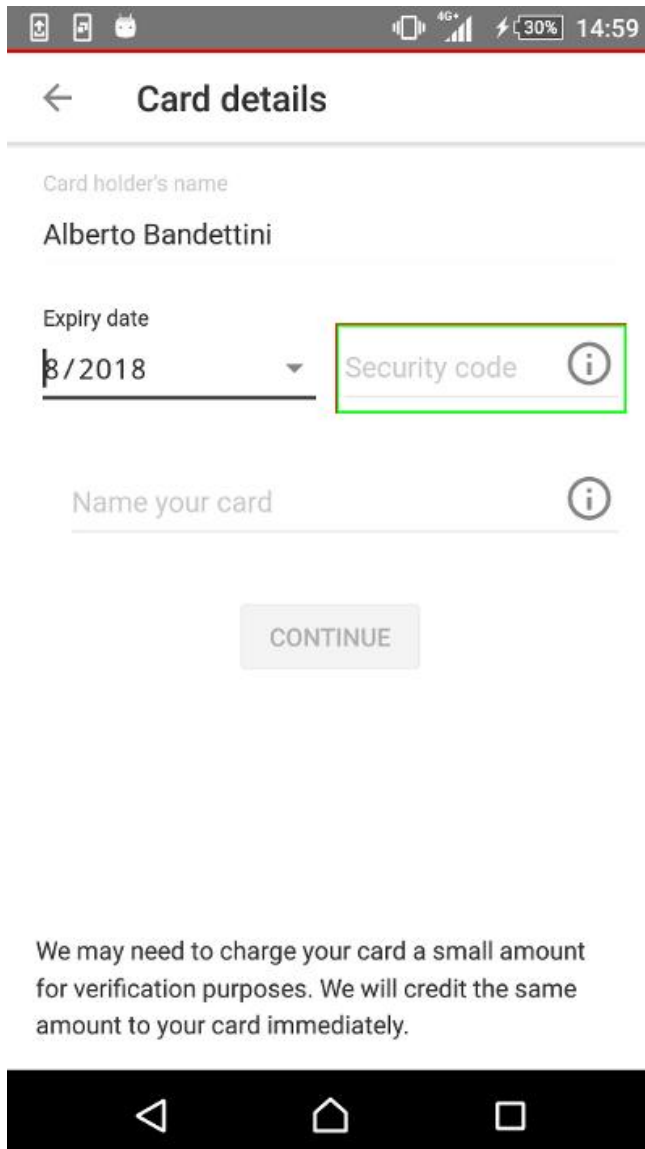 4G+
30% 14:59
Card details
Card holder's name
Alberto Bandettini
Expiry date
8/2018
Security code
Name your card
CONTINUE
We may need to charge your card a small amount
for verification purposes. We will credit the same
amount to your card immediately.